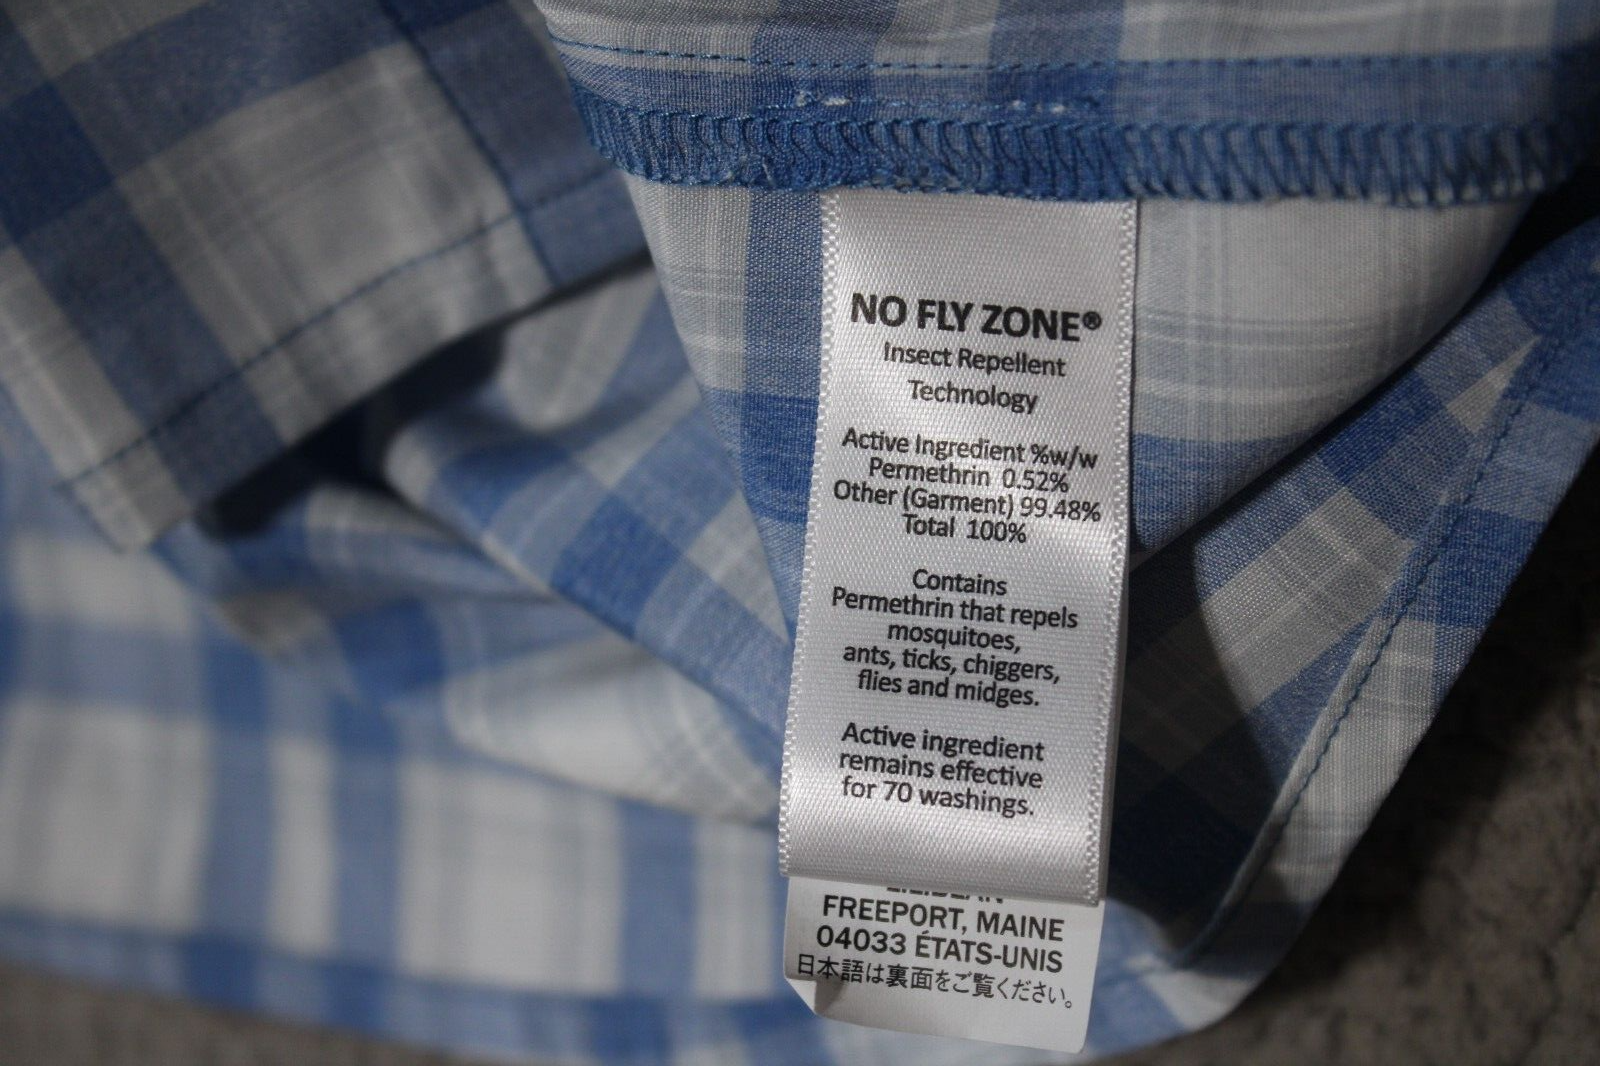 NO FLY ZONE®
Insect Repellent
Technology
Active Ingredient %w/w
Permethrin 0.52%
Other (Garment) 99.48%
Total 100%
Contains
Permethrin that repels
mosquitoes,
ants, ticks, chiggers,
flies and midges.
Active ingredient
remains effective
for 70 washings.
FREEPORT, MAINE
04033 ÉTATS-UNIS
日本語は裏面をご覧ください。